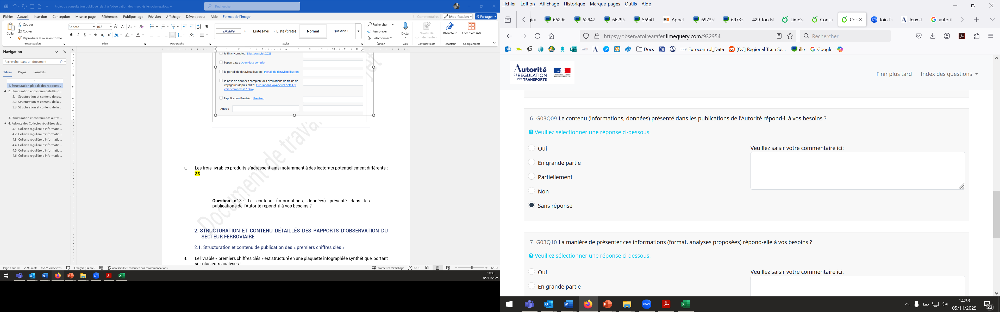 Projet de consultation publique relatif à l'observation des marchés ferroviaires.docx
Rechercher
Fichier Accueil Insertion Conception Mise en page Références Publipostage Révision Affichage Développeur Aide Format de l'image
Commentaires Modification Partager
Coller
Couper
Copier
Reproduire la mise en forme
Presse-papiers
Roboto 10.5
Police
Paragraphe
Encadré
Liste (avis
Liste (tirets)
Normal
Question 1
Styles
Rechercher
Remplacer
Sélectionner
Édition
Dicter
Voix
Niveau de confidentialité
Confidentialité
Rédacteur
Rédacteur
Compléments
Compléments
Navigation
Rechercher dans un document
Titres Pages Résultats
1. Structuration globale des rapports...
2. Structuration et contenu détaillés d...
2.1. Structuration et contenu de pu...
2.2. Structuration et contenu de la...
2.3. Structuration et contenu de la...
3. Structuration et contenu des autres...
4. Refonte des Collectes régulières de...
4.1. Collecte régulière d'informatio...
4.2. Collecte régulière d'informatio...
4.3. Collecte régulière d'informatio...
4.4. Collecte régulière d'informatio...
4.5. Collecte régulière d'informatio...
4.6. Collecte régulière d'informatio...
le Bilan complet : Bilan complet 2023
l'open data : Open data complet
le portail de datavisualisation : Portail de datavisualisation
la base de données complète des circulations de trains de
voyageurs depuis 2017 : Circulations voyageurs détail (fi-
chier compressé 10Go)
l'application Préviséo : Préviséo
Autre :
Document de travail
jet
3. Les trois livrables produits s'adressent ainsi notamment à des lectorats potentiellement différents :
XX
Question n° 3 : Le contenu (informations, données) présenté dans les
publications de l'Autorité répond-il à vos besoins ?
2. STRUCTURATION ET CONTENU DÉTAILLÉS DES RAPPORTS D'OBSERVATION DU
SECTEUR FERROVIAIRE
2.1. Structuration et contenu de publication des « premiers chiffres clés »
4. Le livrable « premiers chiffres clés » est structuré en une plaquette infographiée synthétique, portant
sur plusieurs analyses :
Page 7 sur 10 2298 mots 15871 caractères Français (France) Accessibilité : consultez nos recommandations Paramètres d'affichage Focus 120 %
14:38
05/11/2025
Fichier Édition Affichage Historique Marque-pages Outils Aide
66296 52942 66296 55941 Appel 69735 69735 429 Too M LimeS Consu Con Join fr Jeux d autorit
https://observatoirearafer.limequery.com/932954
Rechercher
Docs PRU Eurocontrol_Data [OC] Regional Train Se... ille Google
Autorité
DE RÉGULATION
DES TRANSPORTS
RÉPUBLIQUE FRANÇAISE
Finir plus tard Index des questions
6 G03Q09 Le contenu (informations, données) présenté dans les publications de l'Autorité répond-il à vos besoins ?
Veuillez sélectionner une réponse ci-dessous.
Oui
En grande partie
Partiellement
Non
Sans réponse
Veuillez saisir votre commentaire ici:
7 G03Q10 La manière de présenter ces informations (format, analyses proposées) répond-elle à vos besoins ?
Veuillez sélectionner une réponse ci-dessous.
Oui
En grande partie
Veuillez saisir votre commentaire ici:
14:38
05/11/2025
22